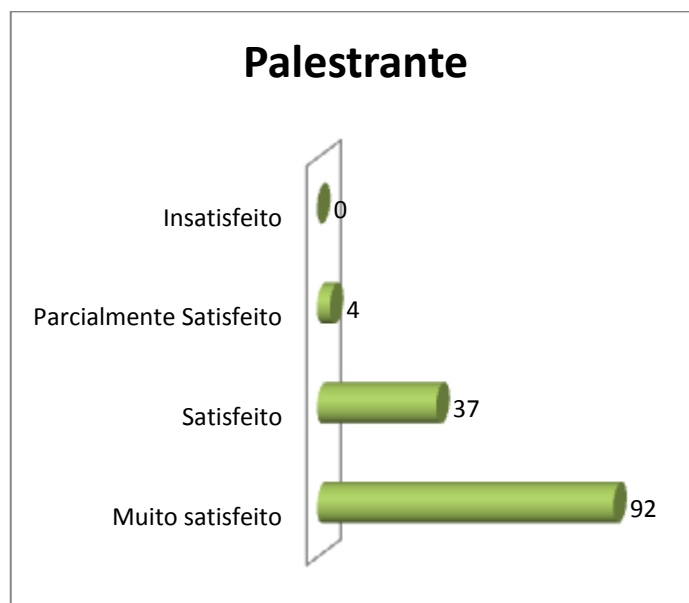 Palestrante
Insatisfeito 0
Parcialmente Satisfeito 4
Satisfeito 37
Muito satisfeito 92